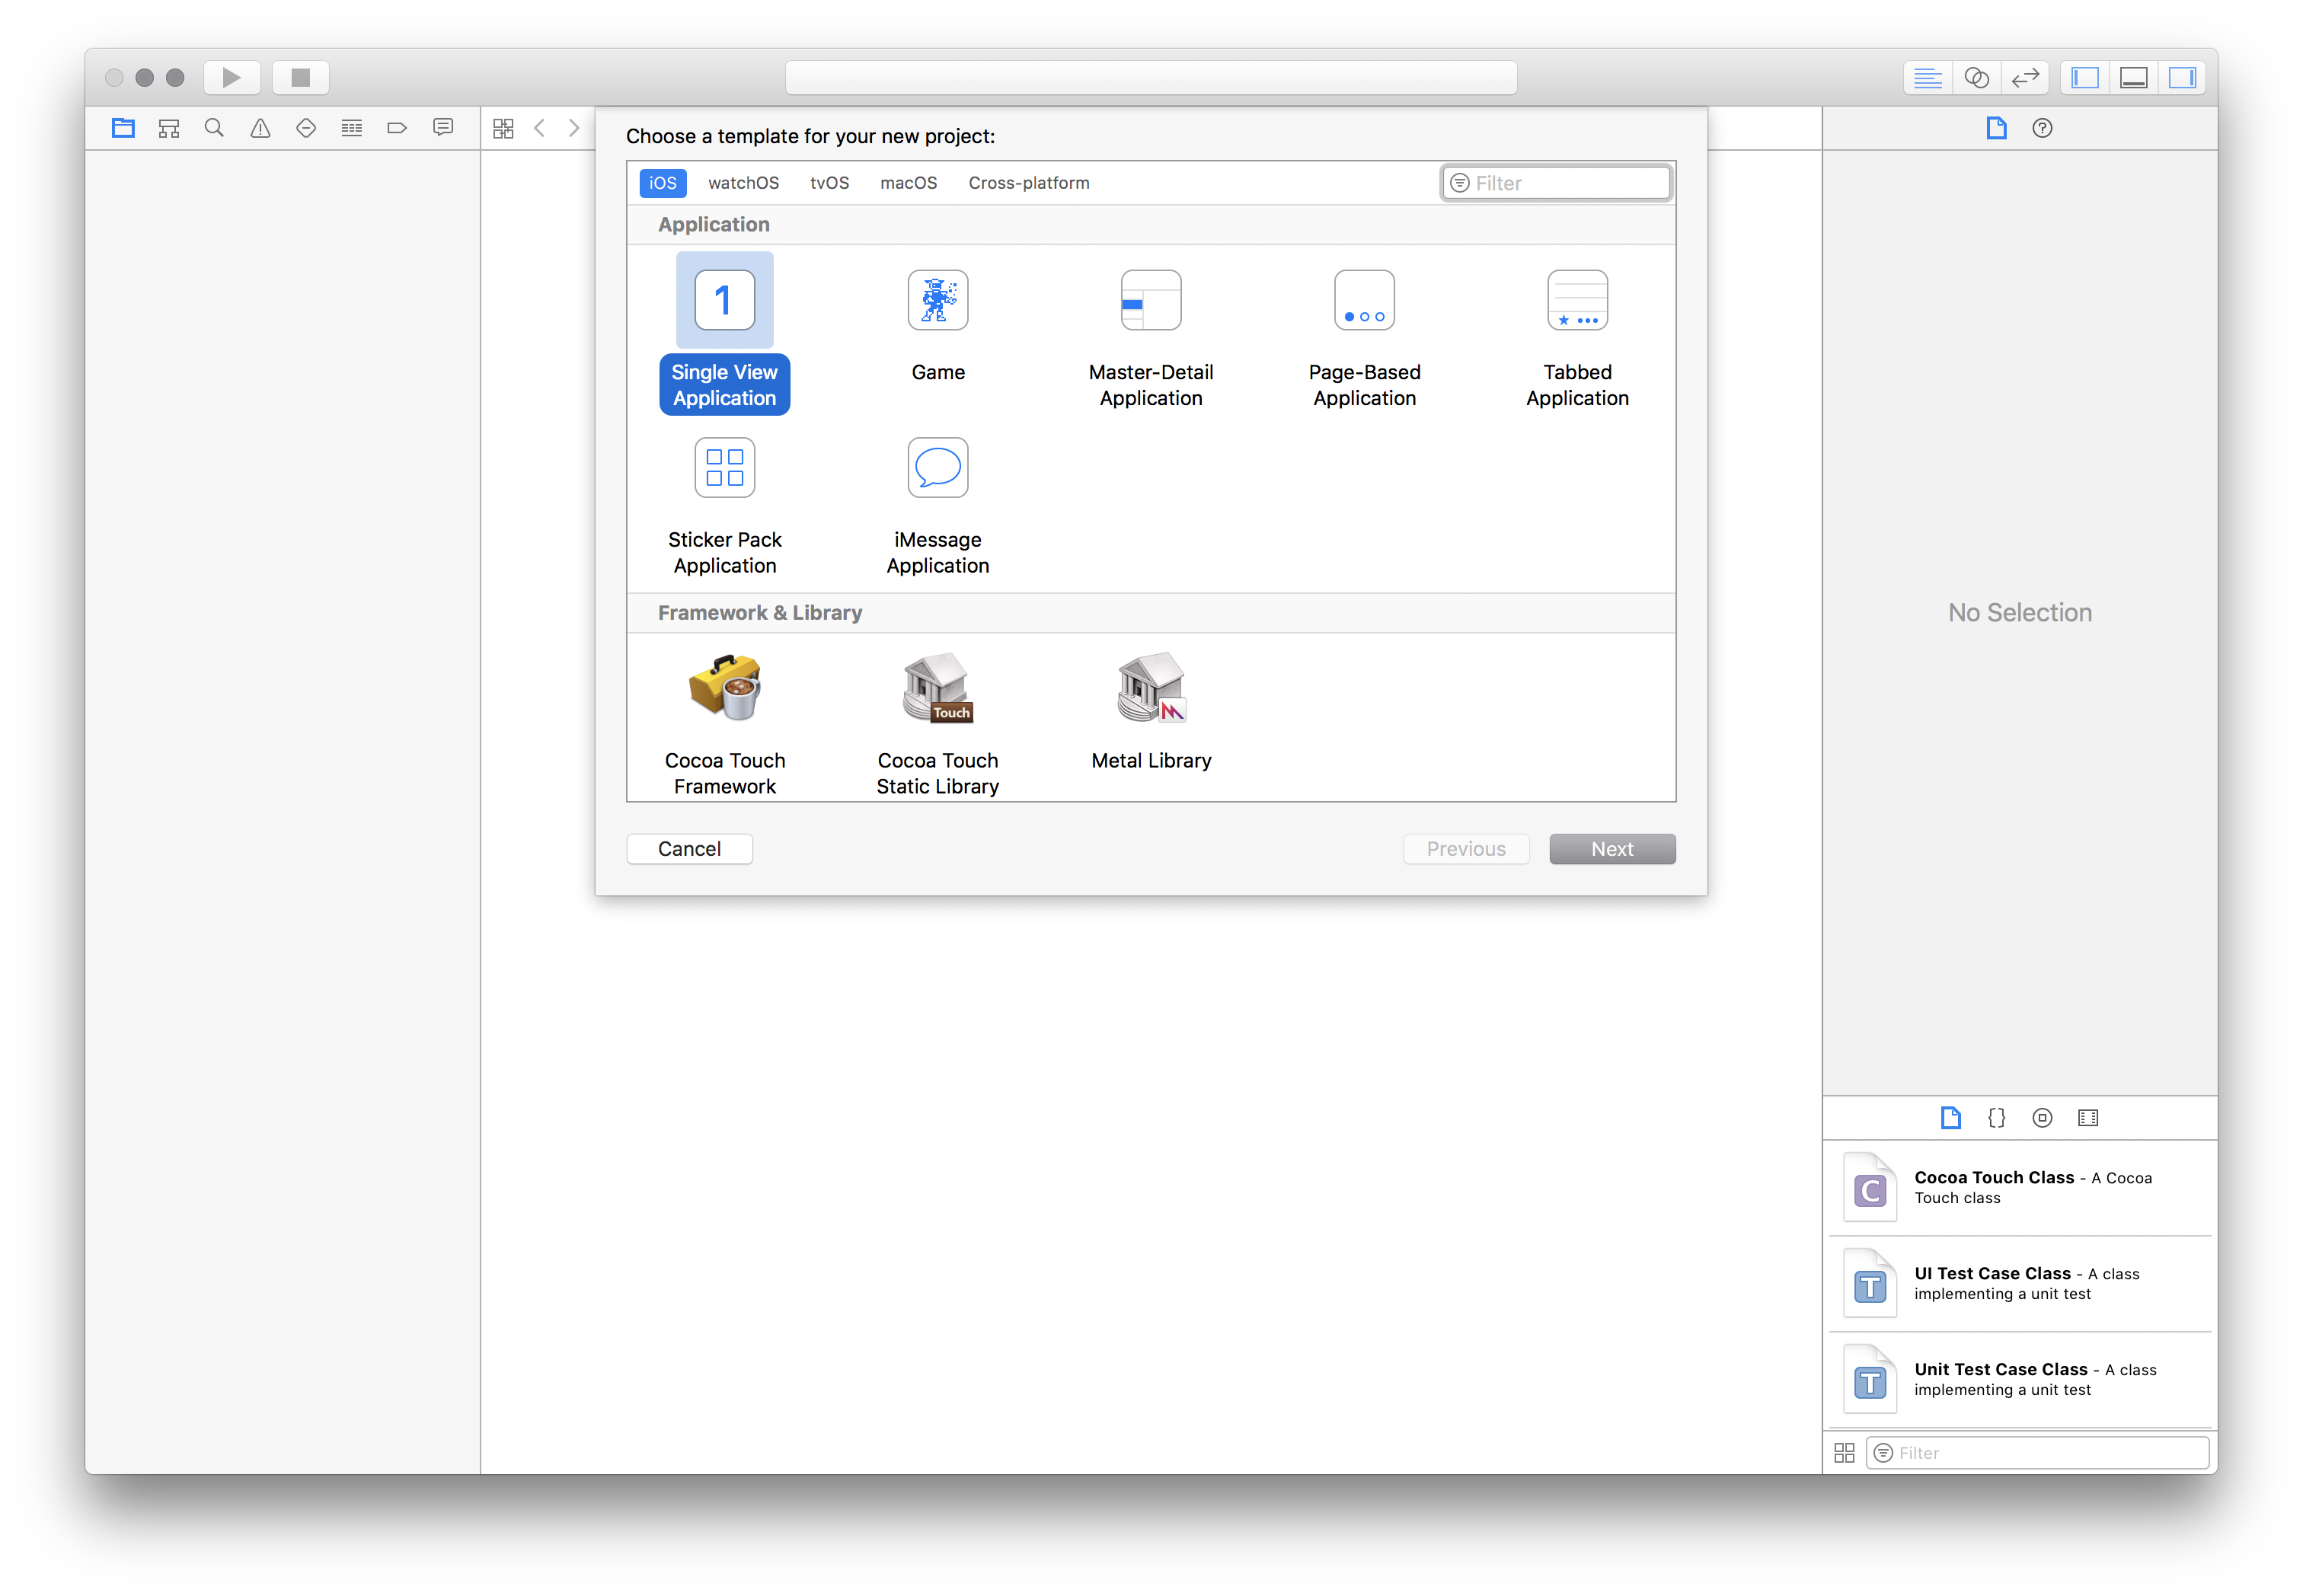 Choose a template for your new project:
iOS watchOS tvOS macOS Cross-platform Filter
Application
1
Single View
Application
Game
Master-Detail
Application
Page-Based
Application
Tabbed
Application
Sticker Pack
Application
iMessage
Application
Framework & Library
Touch
Cocoa Touch
Framework
Cocoa Touch
Static Library
Metal Library
Cancel Previous Next
No Selection
{}
C
Cocoa Touch Class - A Cocoa
Touch class
T
UI Test Case Class - A class
implementing a unit test
T
Unit Test Case Class - A class
implementing a unit test
Filter